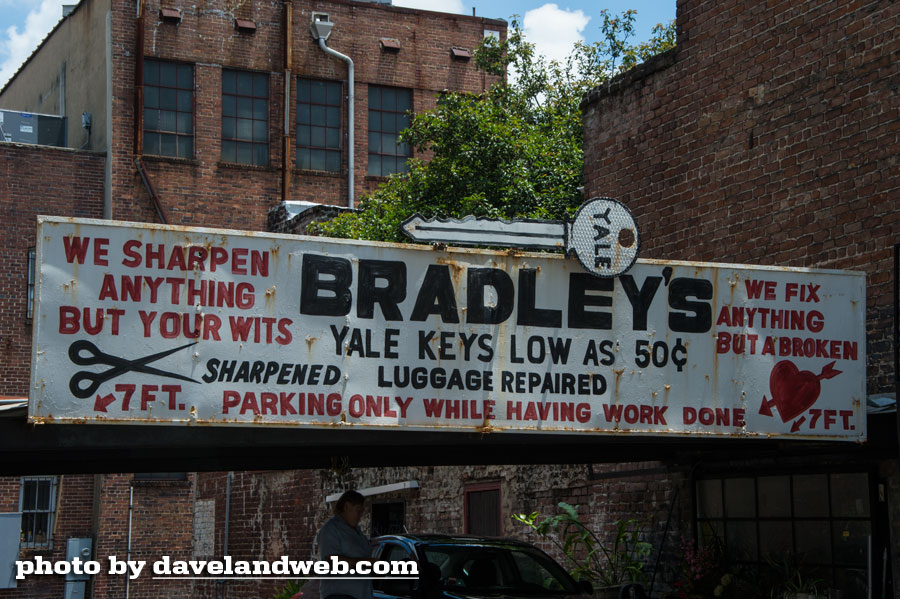 YALE
WE SHARPEN
ANYTHING
BUT YOUR WITS
BRADLEY'S
YALE KEYS LOW AS 50¢
WE FIX
ANYTHING
BUT A BROKEN
SHARPENED LUGGAGE REPAIRED
7FT. PARKING ONLY WHILE HAVING WORK DONE 7FT.
photo by davelandweb.com